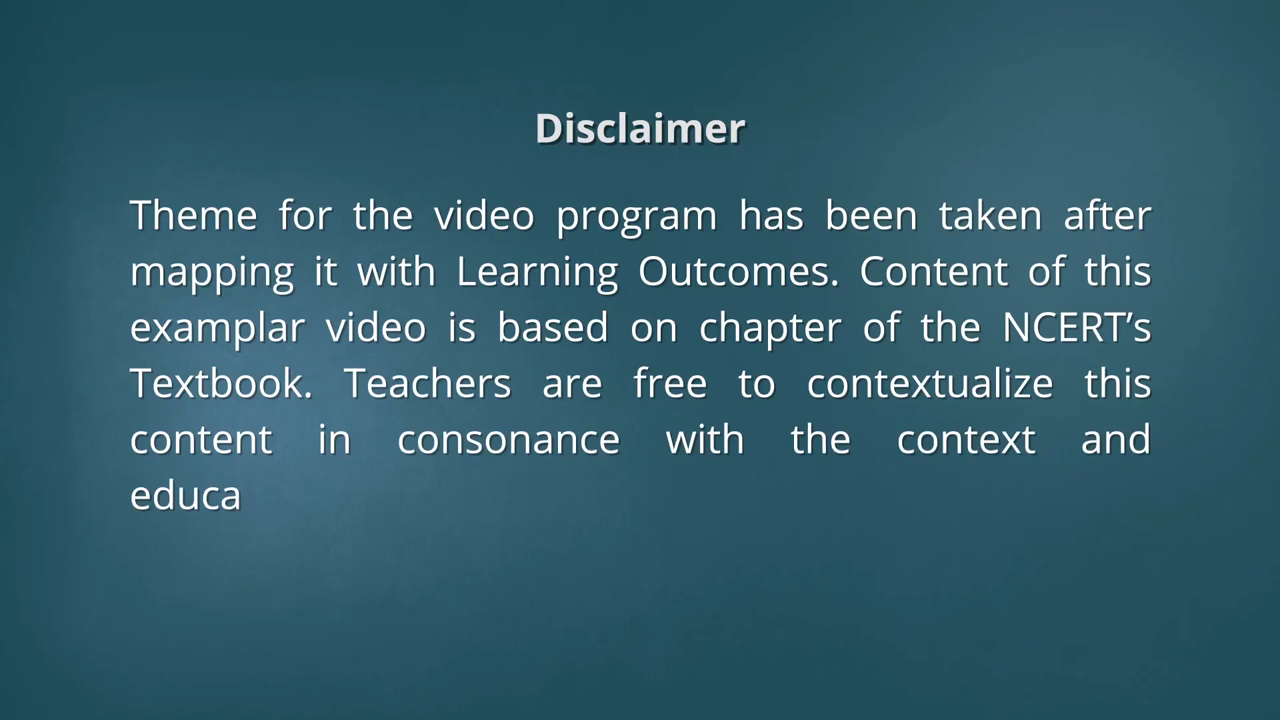 Disclaimer
Theme for the video program has been taken after
mapping it with Learning Outcomes. Content of this
examplar video is based on chapter of the NCERT’s
Textbook. Teachers are free to contextualize this
content in consonance with the context and
educa